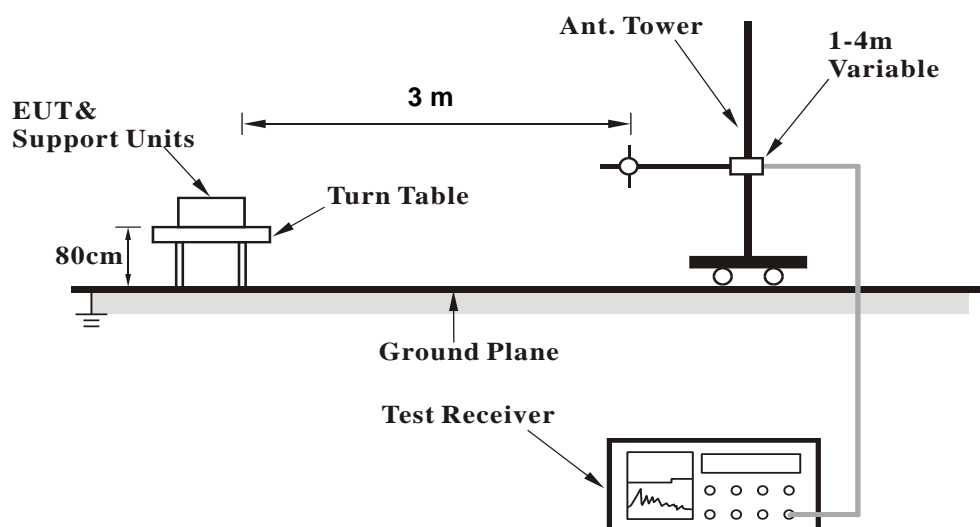 Ant. Tower
1-4m
Variable
3 m
EUT&
Support Units
Turn Table
80cm
Ground Plane
Test Receiver